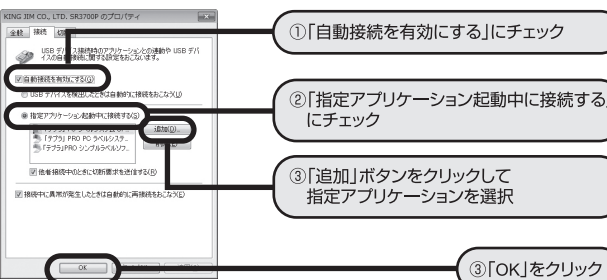 KING JIM CO., LTD. SR3700P のプロパティ
全般 接続 切断
USB デバイス接続時のアプリケーションとの連動や USB デバ
イスの自動接続に関する設定をおこないます。
自動接続を有効にする(G)
USB デバイスを検出したときは自動的に接続をおこなう(J)
指定アプリケーション起動中に接続する(S)
追加(D)...
「テプラ」PRO PC ラベルシステ...
「テプラ」PRO シングルラベルソフ...
他者接続中のときに切断要求を送信する(R)
接続中に異常が発生したときは自動的に再接続をおこなう(E)
OK
①「自動接続を有効にする」にチェック
②「指定アプリケーション起動中に接続する」
にチェック
③「追加」ボタンをクリックして
指定アプリケーションを選択
③「OK」をクリック